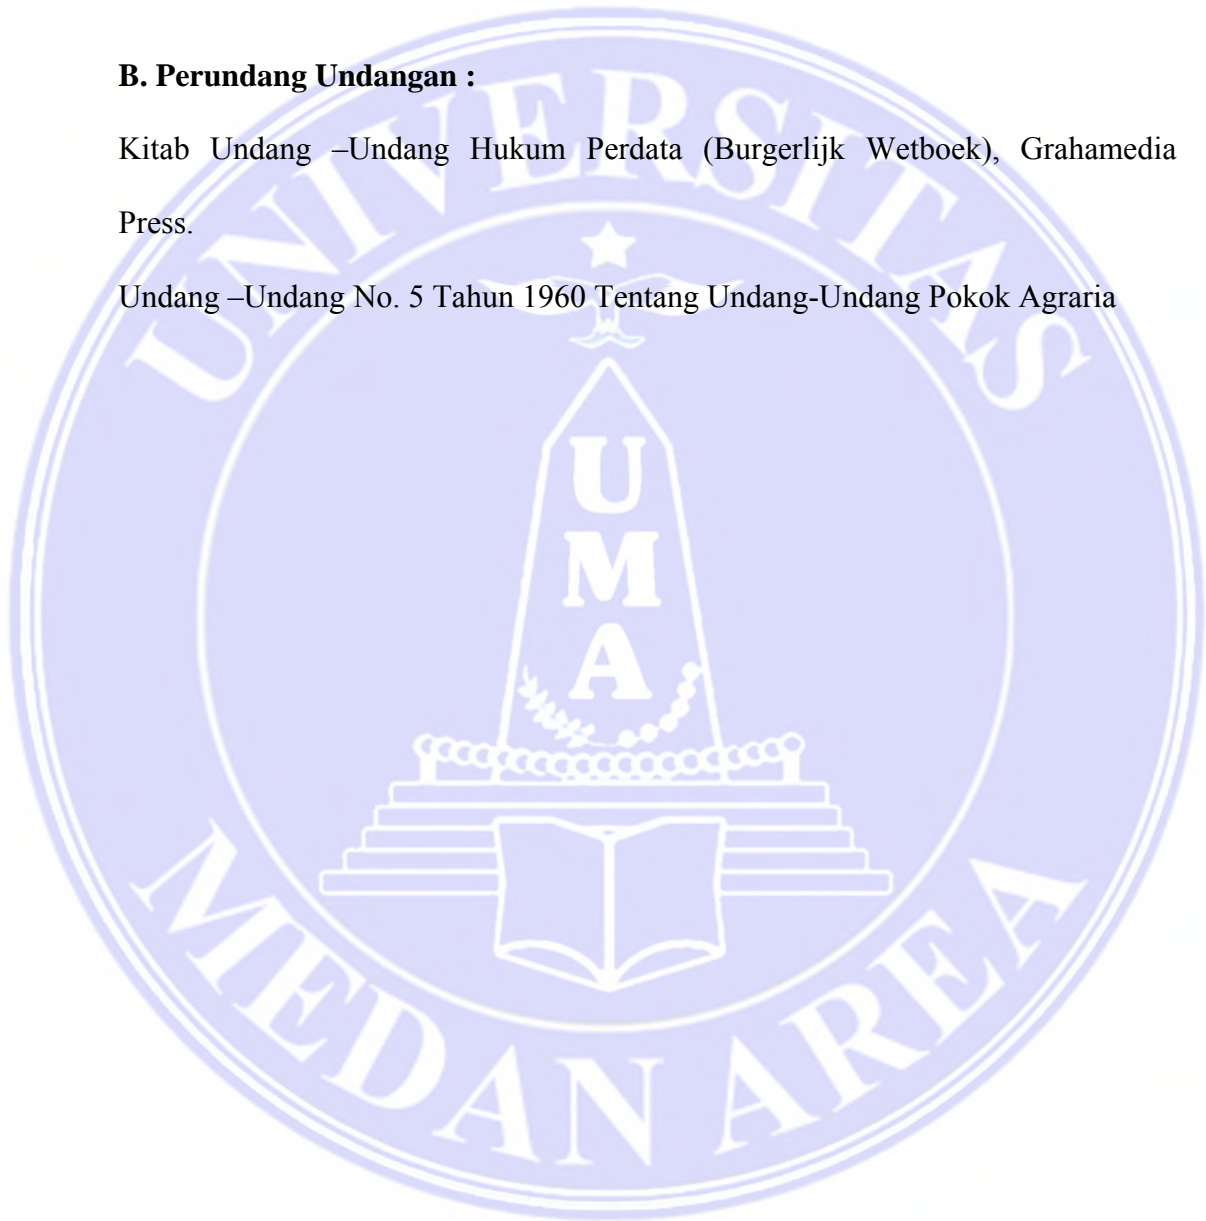 B. Perundang Undangan :
Kitab Undang –Undang Hukum Perdata (Burgerlijk Wetboek), Grahamedia
Press.
Undang –Undang No. 5 Tahun 1960 Tentang Undang-Undang Pokok Agraria
UNIVERSITAS
U
M
A
MEDAN AREA